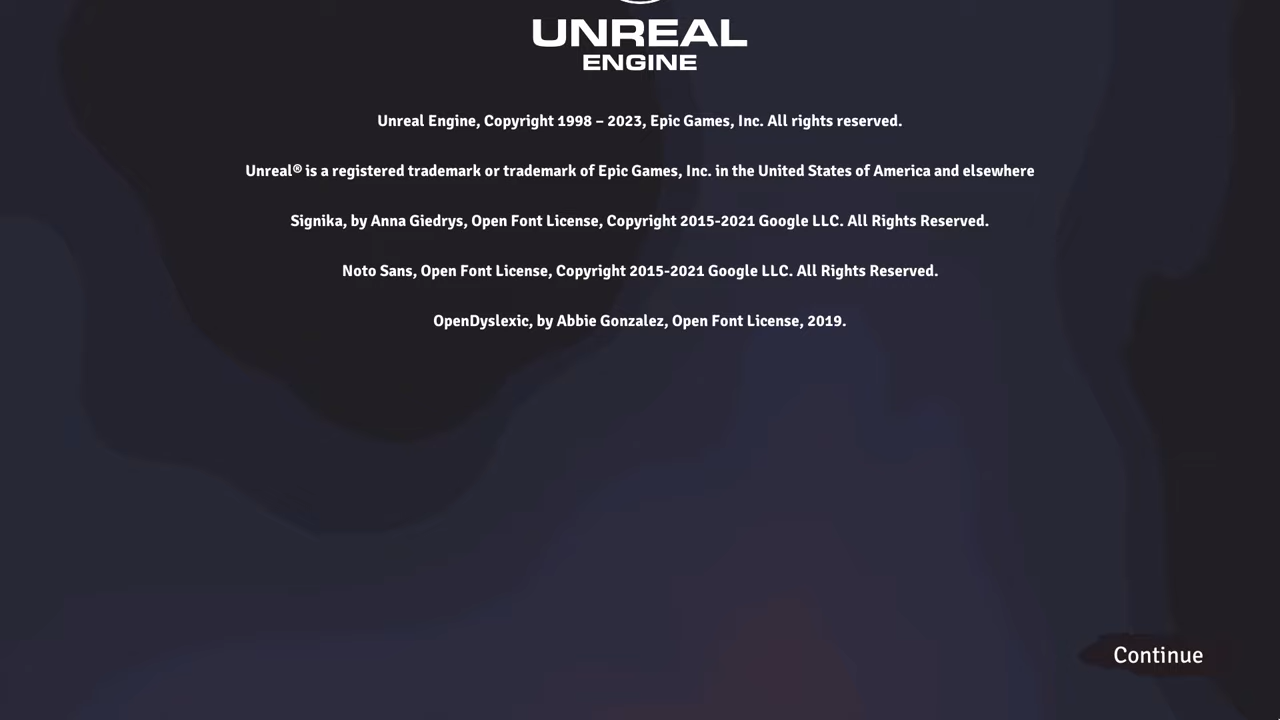 UNREAL
ENGINE
Unreal Engine, Copyright 1998 – 2023, Epic Games, Inc. All rights reserved.
Unreal® is a registered trademark or trademark of Epic Games, Inc. in the United States of America and elsewhere
Signika, by Anna Giedrys, Open Font License, Copyright 2015-2021 Google LLC. All Rights Reserved.
Noto Sans, Open Font License, Copyright 2015-2021 Google LLC. All Rights Reserved.
OpenDyslexic, by Abbie Gonzalez, Open Font License, 2019.
Continue